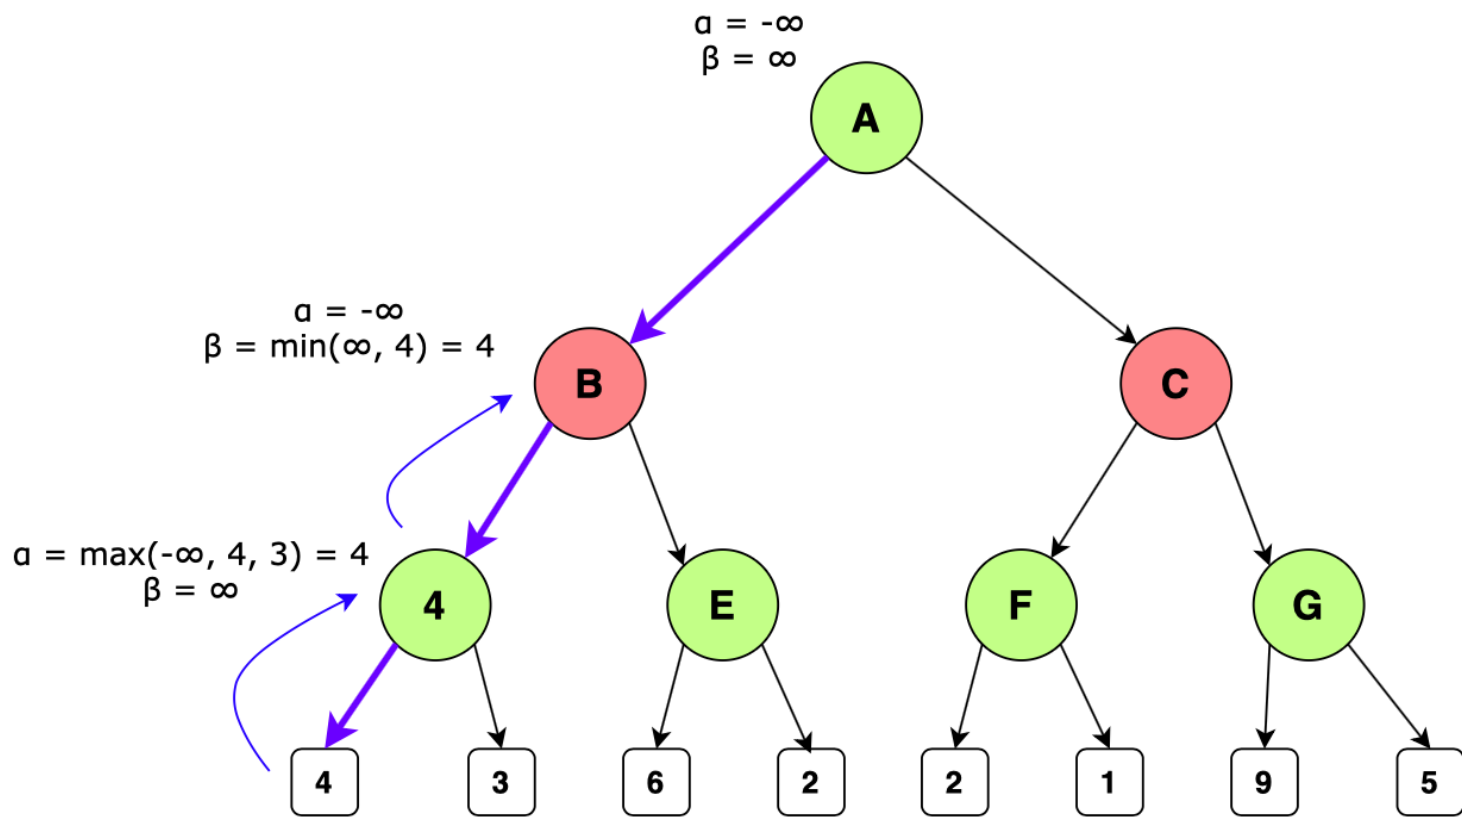 α = -∞
β = ∞
A
α = -∞
β = min(∞, 4) = 4
B
C
α = max(-∞, 4, 3) = 4
β = ∞
4
E
F
G
4
3
6
2
2
1
9
5